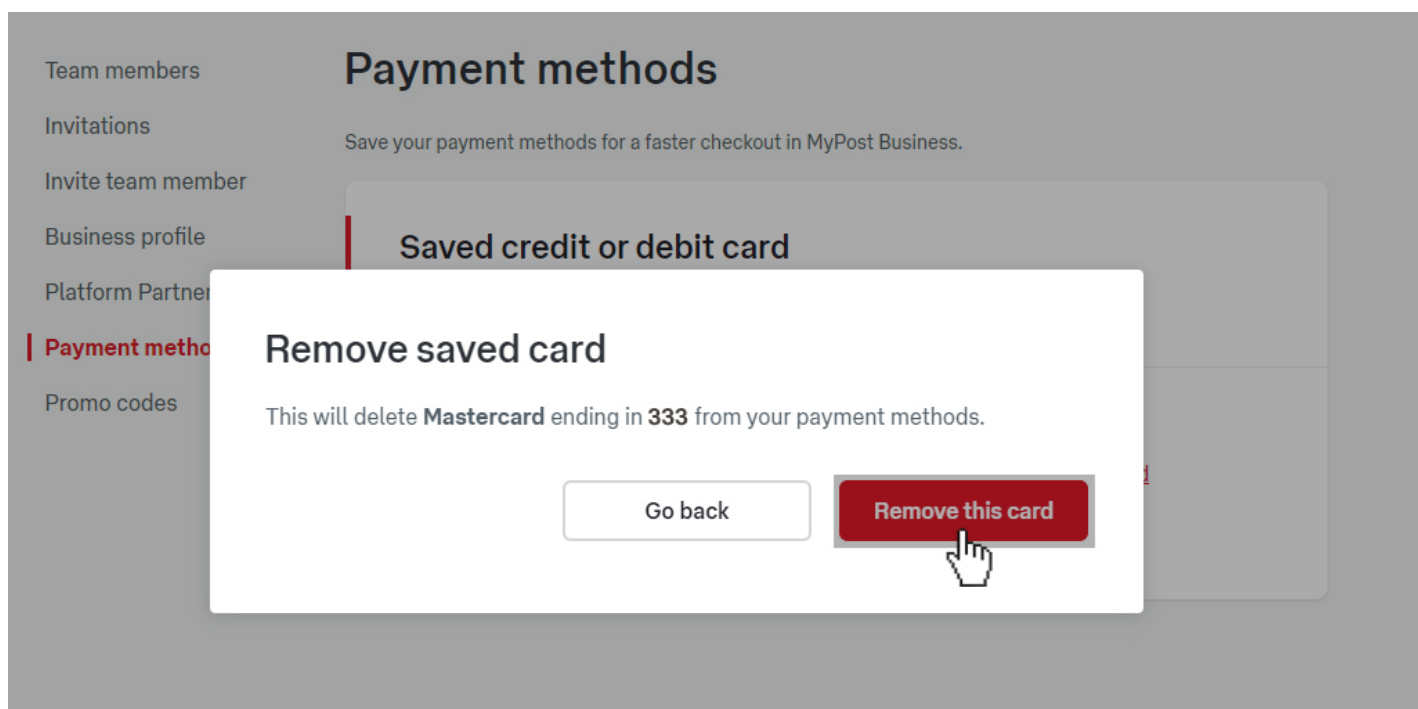 Team members
Invitations
Invite team member
Business profile
Platform Partner
Payment metho
Promo codes
Payment methods
Save your payment methods for a faster checkout in MyPost Business.
Saved credit or debit card
Remove saved card
This will delete Mastercard ending in 333 from your payment methods.
Go back
Remove this card